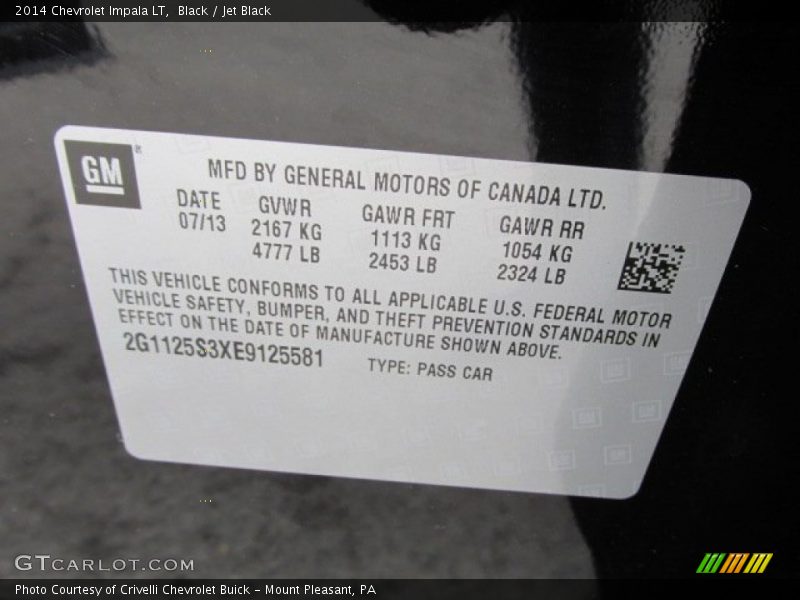 2014 Chevrolet Impala LT,  Black / Jet Black
GM
MFD BY GENERAL MOTORS OF CANADA LTD.
DATE GVWR GAWR FRT GAWR RR
07/13 2167 KG 1113 KG 1054 KG
4777 LB 2453 LB 2324 LB
THIS VEHICLE CONFORMS TO ALL APPLICABLE U.S. FEDERAL MOTOR
VEHICLE SAFETY, BUMPER, AND THEFT PREVENTION STANDARDS IN
EFFECT ON THE DATE OF MANUFACTURE SHOWN ABOVE.
2G1125S3XE9125581 TYPE: PASS CAR
GTCARLOT.COM
Photo Courtesy of Crivelli Chevrolet Buick – Mount Pleasant, PA